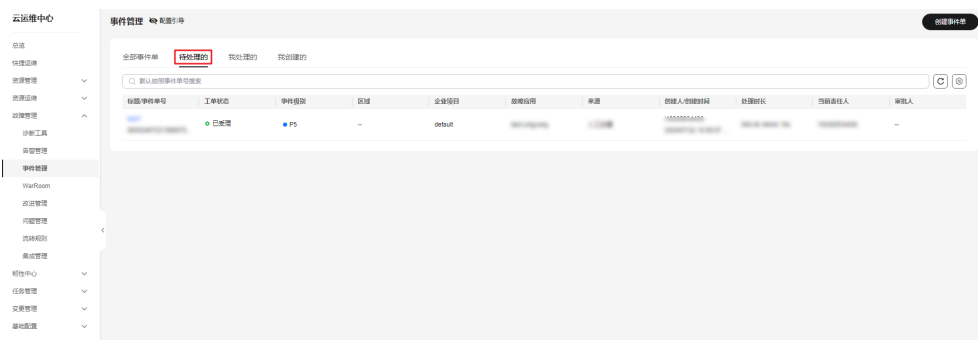 云运维中心
事件管理 配置引导
创建事件单
总览
快捷运维
资源管理
资源运维
故障管理
诊断工具
告警管理
事件管理
WarRoom
改进管理
问题管理
流转规则
集成管理
韧性中心
任务管理
变更管理
基础配置
全部事件单 待处理的 我处理的 我创建的
默认按照事件单号搜索
标题/事件单号 工单状态 事件级别 区域 企业项目 故障应用 来源 创建人/创建时间 处理时长 当前责任人 审批人
已受理 P5 -- default --